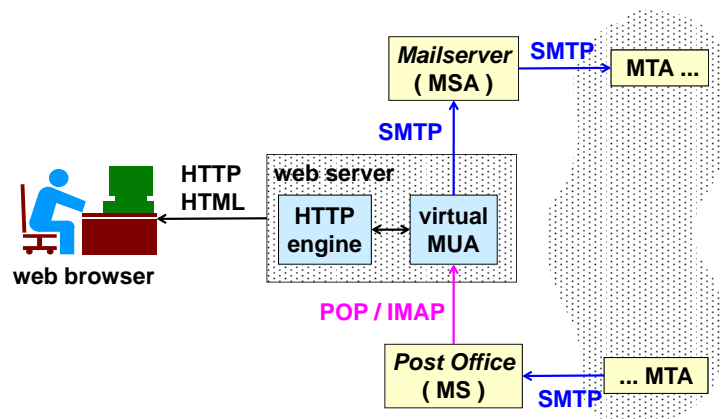 Mailserver
( MSA )
SMTP
MTA ...
SMTP
HTTP
HTML
web server
HTTP
engine
virtual
MUA
web browser
POP / IMAP
Post Office
( MS )
SMTP
... MTA